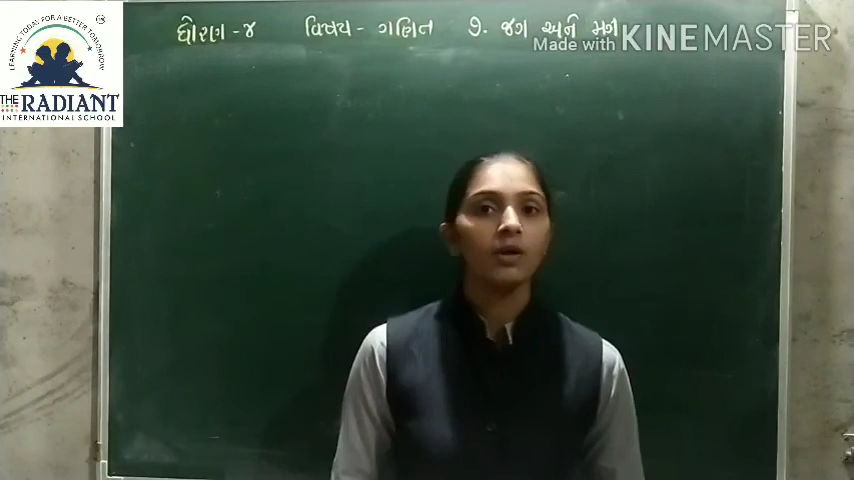 ધોરણ - ૪ વિષય - ગણિત ૭. જગ અને મગ
Made with KINEMASTER
LEARNING TODAY FOR A BETTER TOMORROW
THE RADIANT
INTERNATIONAL SCHOOL